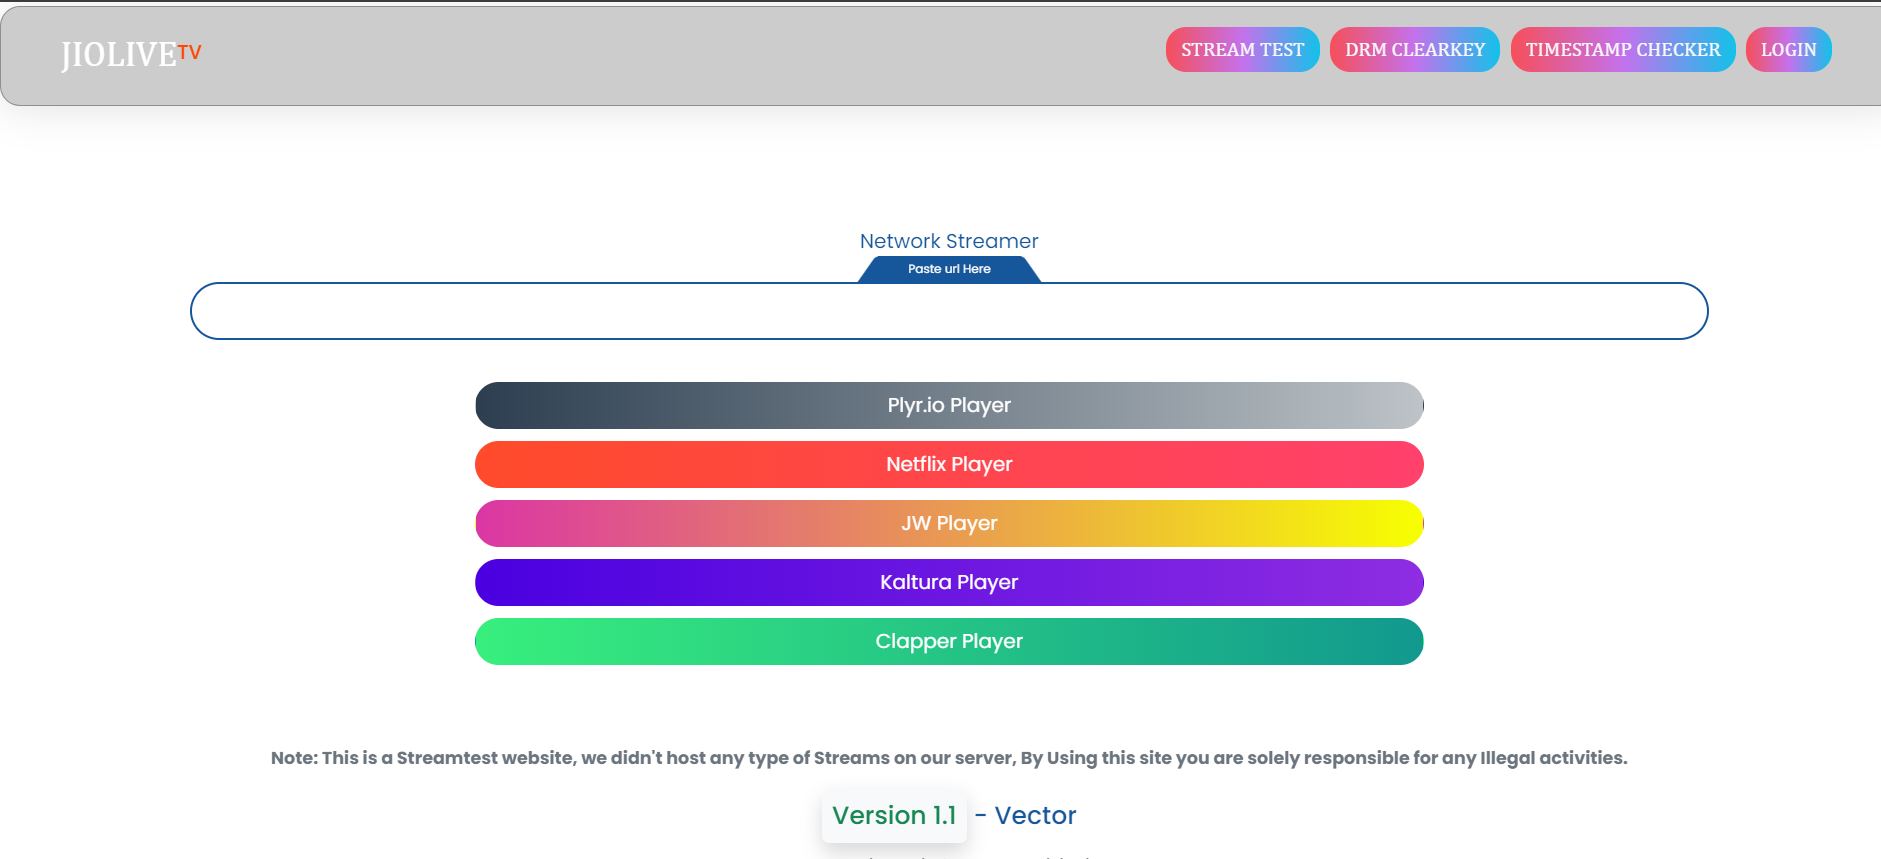 JIOLIVETV
STREAM TEST
DRM CLEARKEY
TIMESTAMP CHECKER
LOGIN
Network Streamer
Paste url Here
Plyr.io Player
Netflix Player
JW Player
Kaltura Player
Clapper Player
Note: This is a Streamtest website, we didn't host any type of Streams on our server, By Using this site you are solely responsible for any Illegal activities.
Version 1.1 - Vector